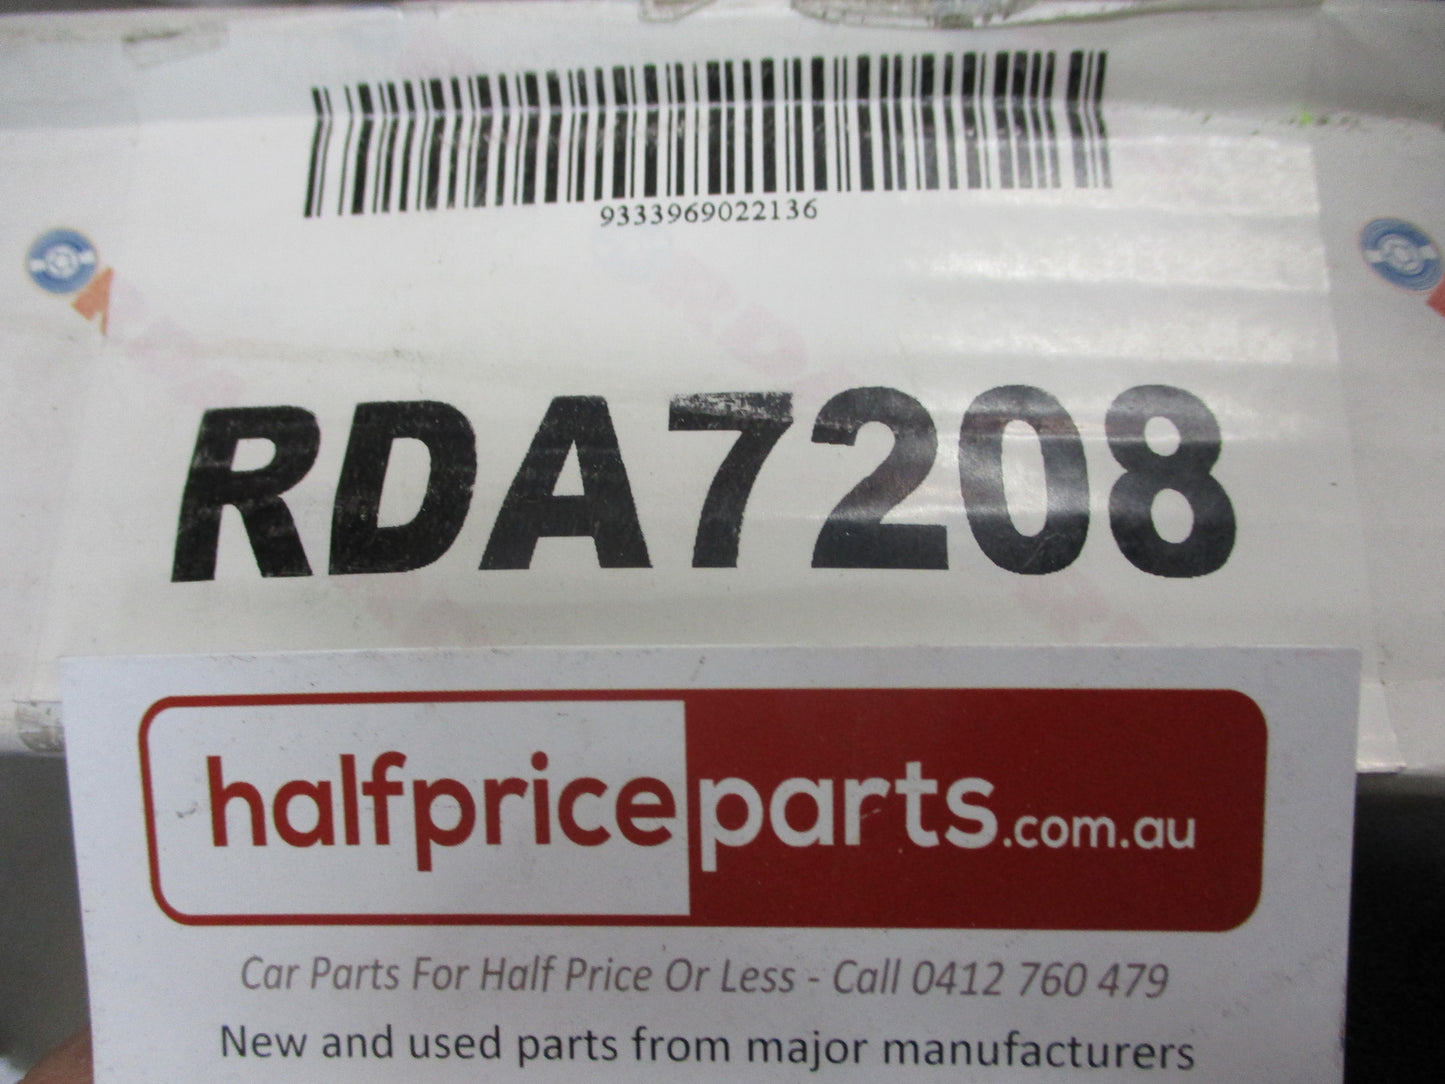 9333969022136
RDA7208
halfpriceparts.com.au
Car Parts For Half Price Or Less - Call 0412 760 479
New and used parts from major manufacturers